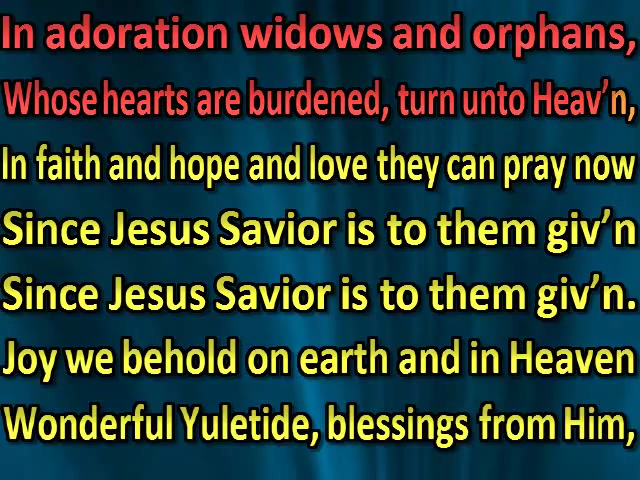 In adoration widows and orphans,
Whose hearts are burdened, turn unto Heav’n,
In faith and hope and love they can pray now
Since Jesus Savior is to them giv’n
Since Jesus Savior is to them giv’n.
Joy we behold on earth and in Heaven
Wonderful Yuletide, blessings from Him,